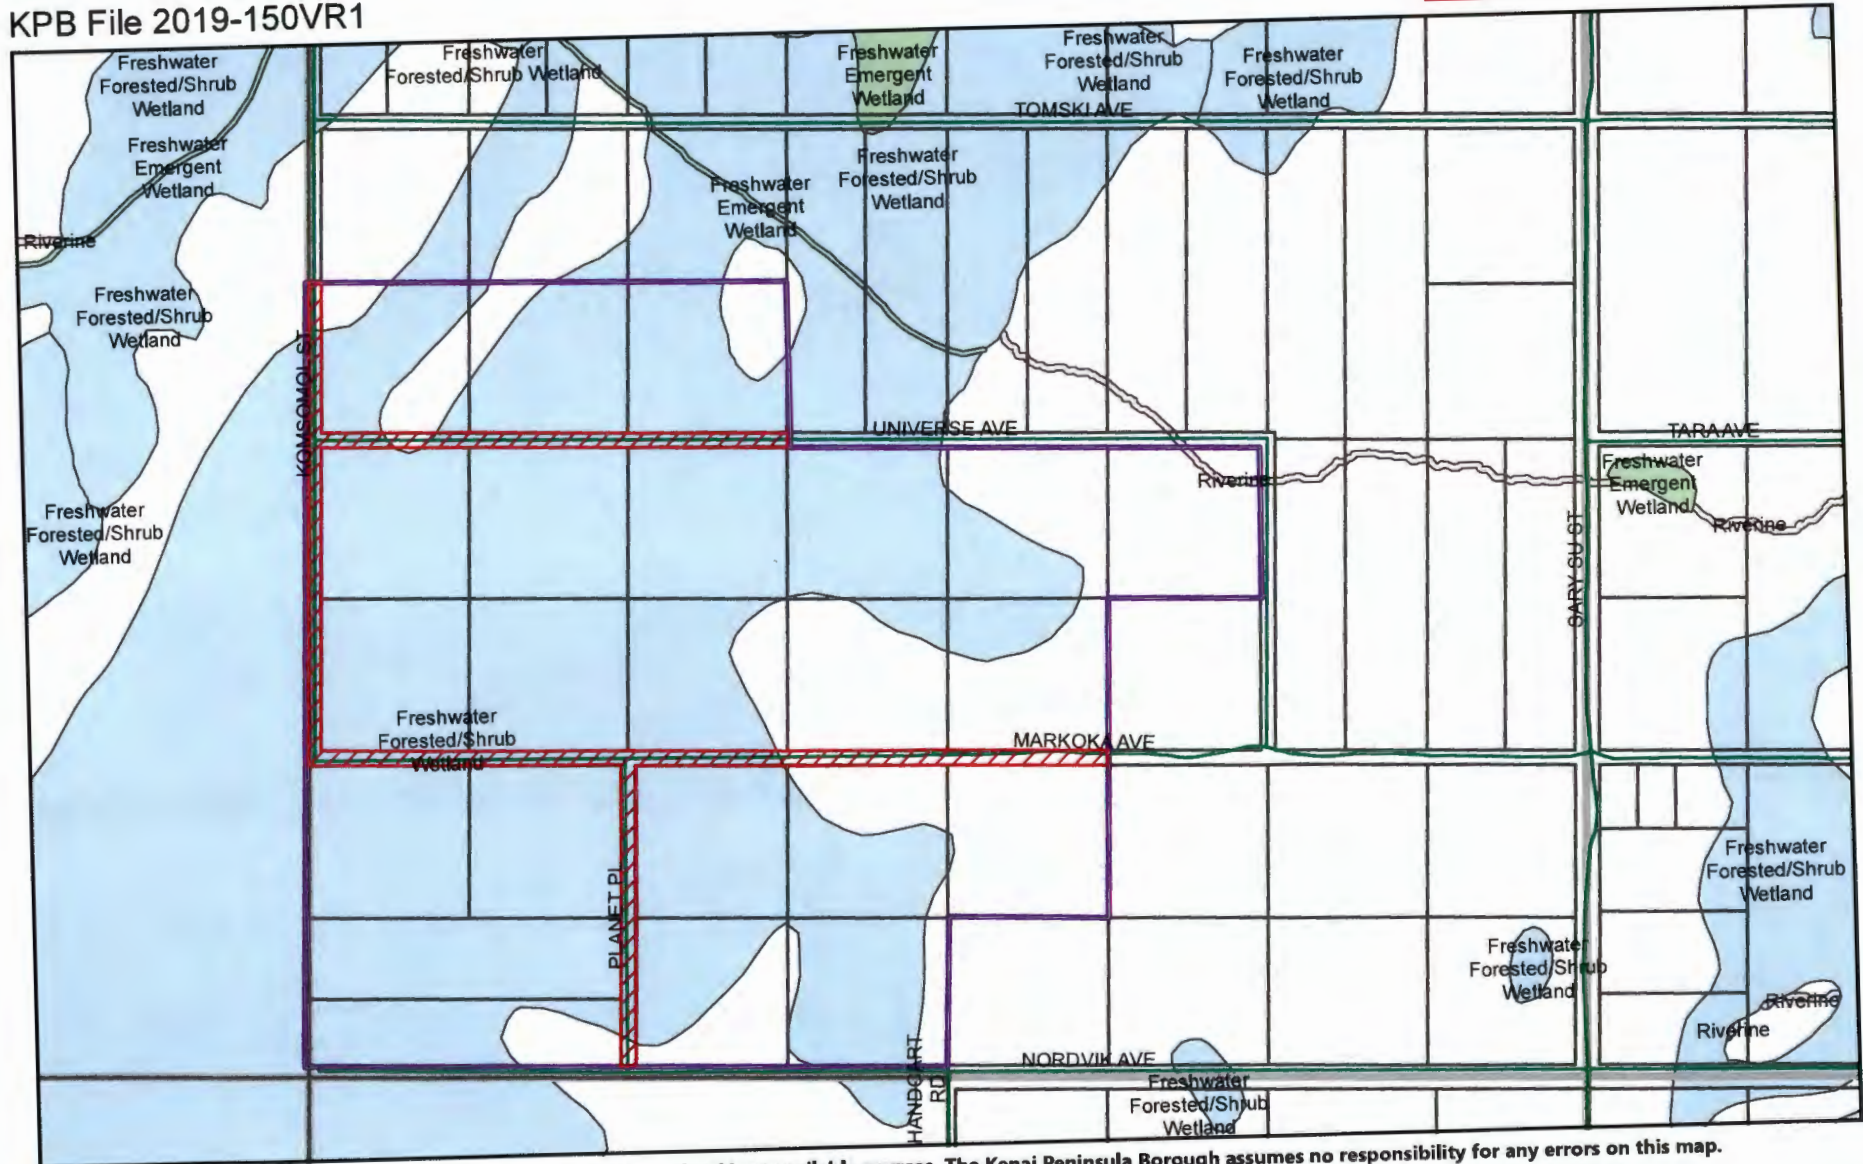 KPB File 2019-150VR1
Freshwater
Forested/Shrub
Wetland
Freshwater
Forested/Shrub Wetland
Freshwater
Emergent
Wetland
Freshwater
Forested/Shrub
Wetland
Freshwater
Forested/Shrub
Wetland
TOMSKI AVE
Freshwater
Emergent
Wetland
Freshwater
Emergent
Wetland
Freshwater
Forested/Shrub
Wetland
Riverine
Freshwater
Forested/Shrub
Wetland
KOMSOMOL ST
UNIVERSE AVE
TARA AVE
Riverine
Freshwater
Emergent
Wetland
Riverine
Freshwater
Forested/Shrub
Wetland
SARY SU ST
Freshwater
Forested/Shrub
Wetland
MARKOKA AVE
PLANET PL
Freshwater
Forested/Shrub
Wetland
Freshwater
Forested/Shrub
Wetland
Riverine
Riverine
HANDCART
RD
NORDVIK AVE
Freshwater
Forested/Shrub
Wetland
The Kenai Peninsula Borough assumes no responsibility for any errors on this map.